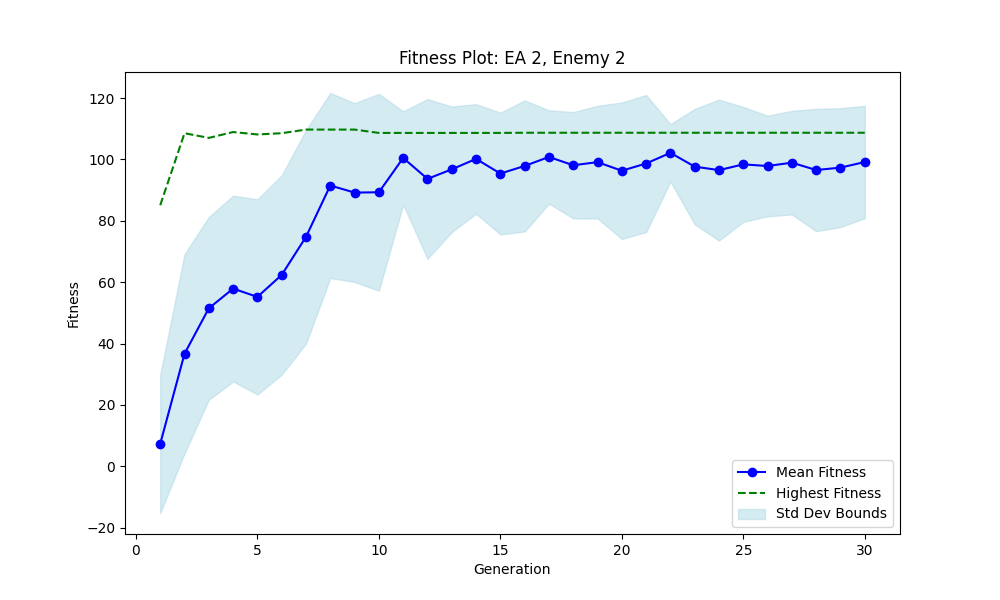 Fitness Plot: EA 2, Enemy 2
120
100
80
60
40
20
0
−20
Fitness
Mean Fitness
Highest Fitness
Std Dev Bounds
0 5 10 15 20 25 30
Generation